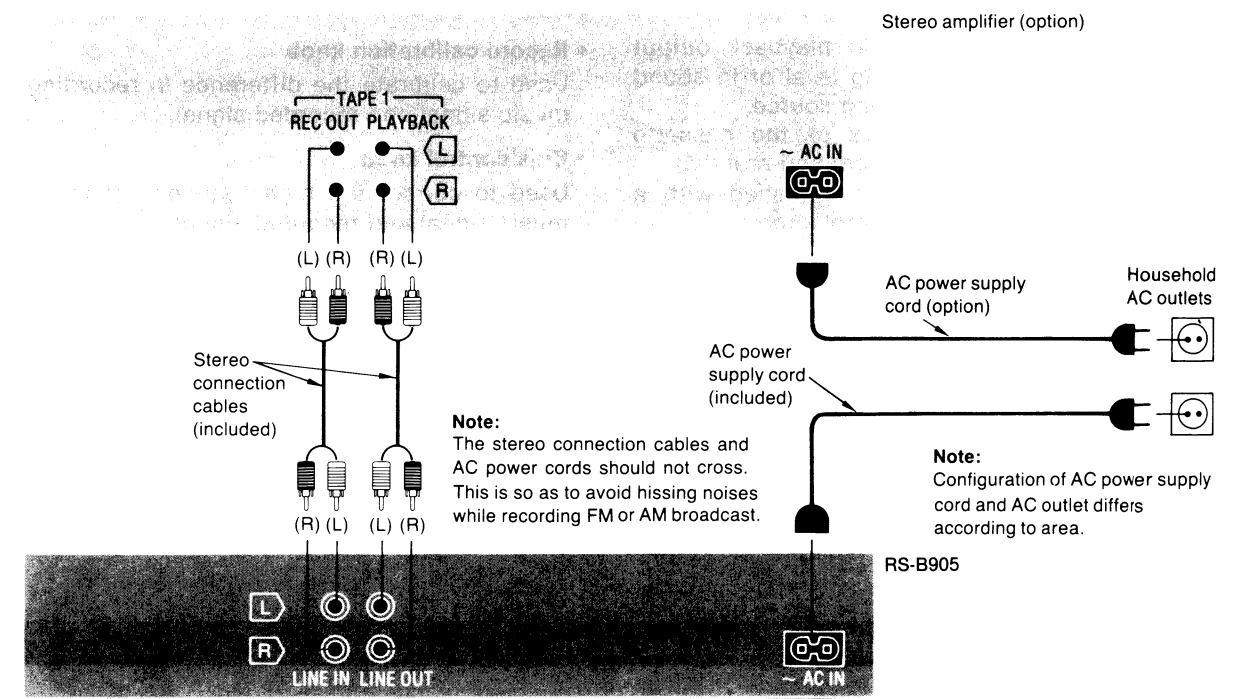 Stereo amplifier (option)
TAPE 1
REC OUT PLAYBACK
L
R
~ AC IN
(L) (R) (R) (L)
AC power supply
cord (option)
Household
AC outlets
Stereo
connection
cables
(included)
AC power
supply cord
(included)
Note:
The stereo connection cables and
AC power cords should not cross.
This is so as to avoid hissing noises
while recording FM or AM broadcast.
Note:
Configuration of AC power supply
cord and AC outlet differs
according to area.
(R) (L) (L) (R)
RS-B905
L
R
LINE IN LINE OUT
~ AC IN